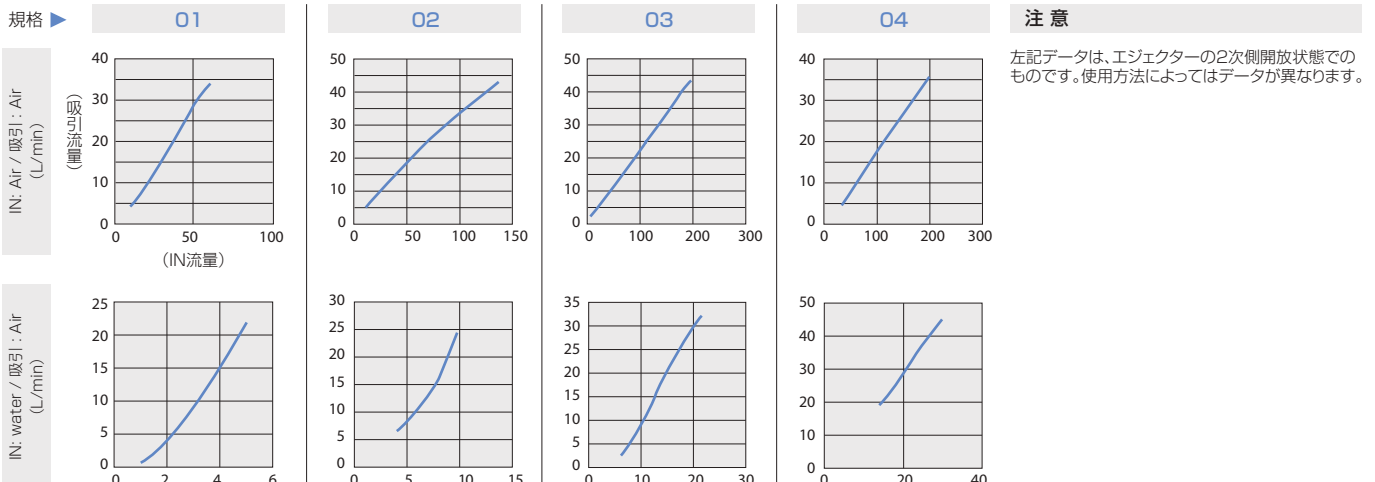 規格 ▶ 01 02 03 04 注 意
左記データは、エジェクターの2次側開放状態での
ものです。使用方法によってはデータが異なります。
IN: Air / 吸引 : Air
(L/min)
(吸引流量)
40
30
20
10
0
0 50 100
(IN流量)
50
40
30
20
10
0
0 50 100 150
50
40
30
20
10
0
0 100 200 300
40
30
20
10
0
0 100 200 300
IN: water / 吸引 : Air
(L/min)
25
20
15
10
5
0
0 2 4 6
30
25
20
15
10
5
0
0 5 10 15
35
30
25
20
15
10
5
0
0 10 20 30
50
40
30
20
10
0
0 20 40